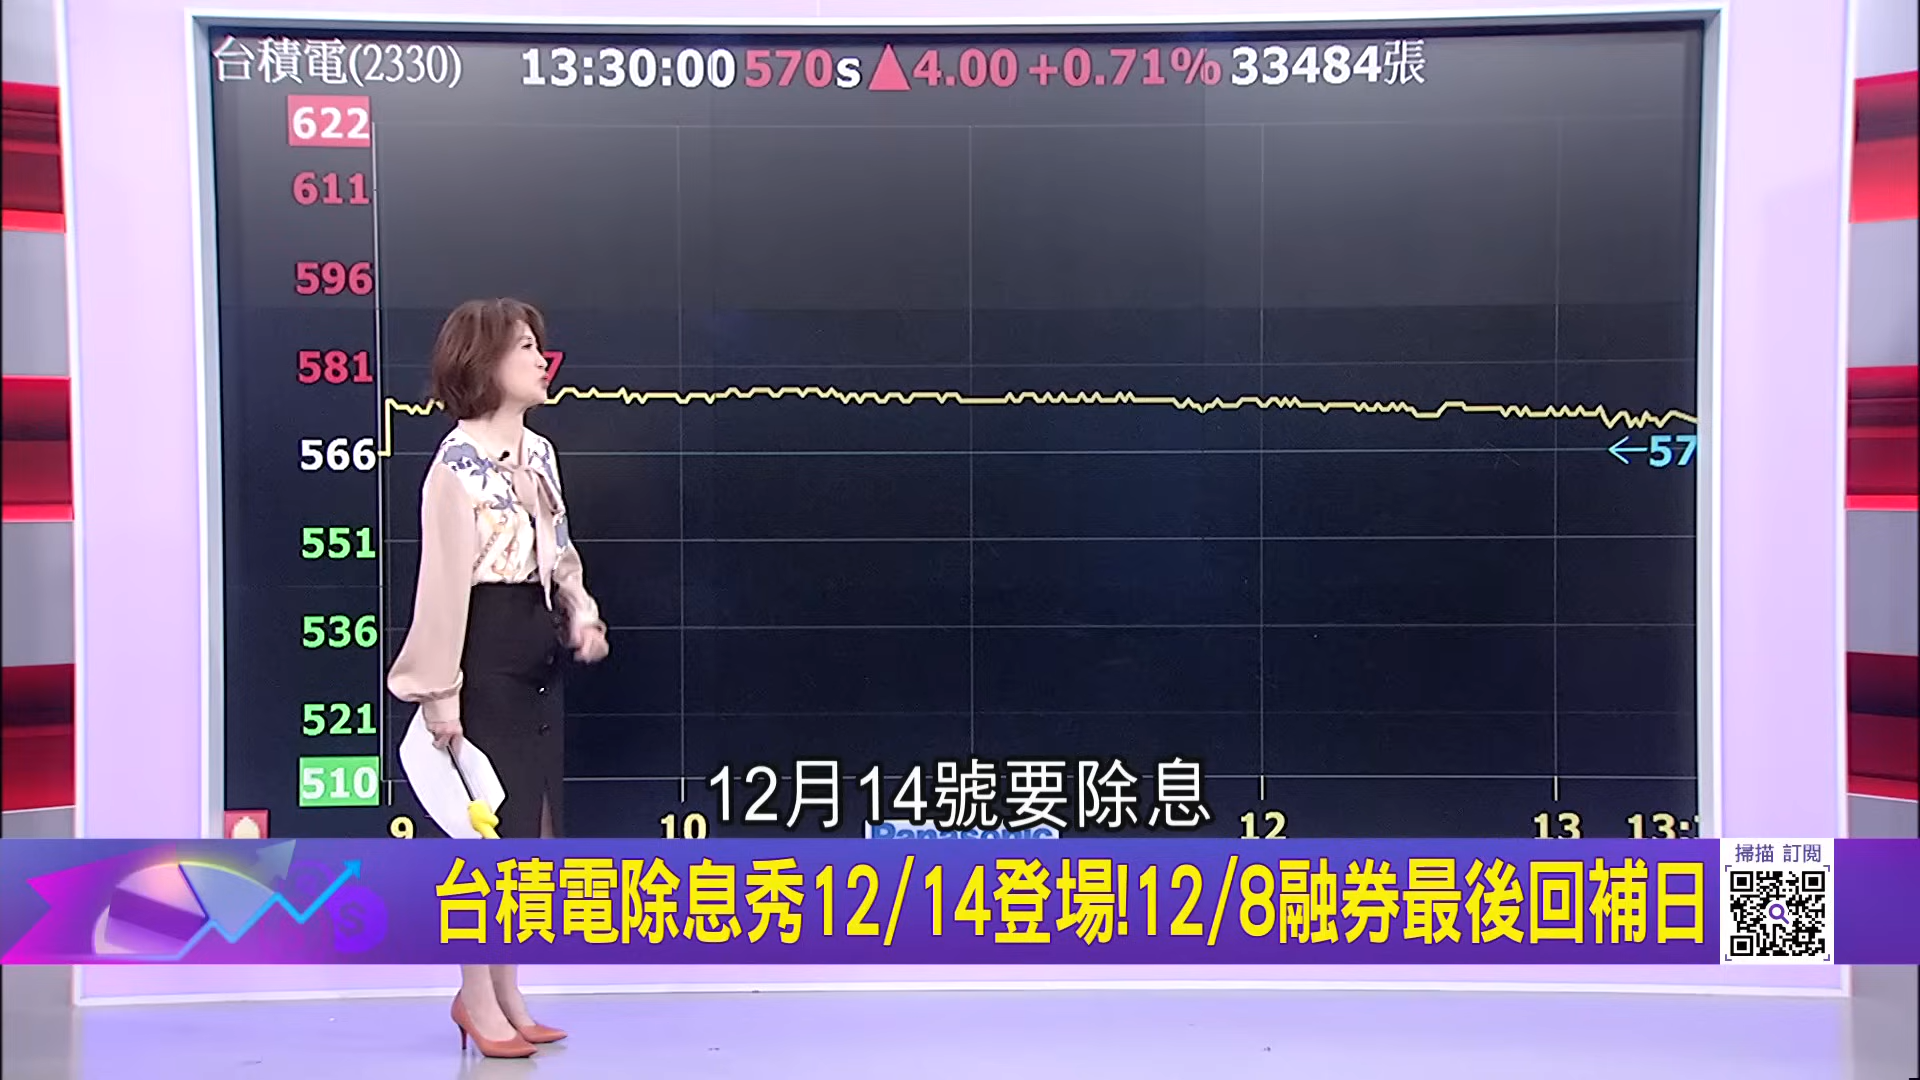 台積電(2330) 13:30:00 570s▲4.00 +0.71% 33484張
622
611
596
581
7
566
←57
551
536
521
510
9 10 12 13 13:
12月14號要除息
Panasonic
台積電除息秀12/14登場!12/8融券最後回補日
掃描 訂閱